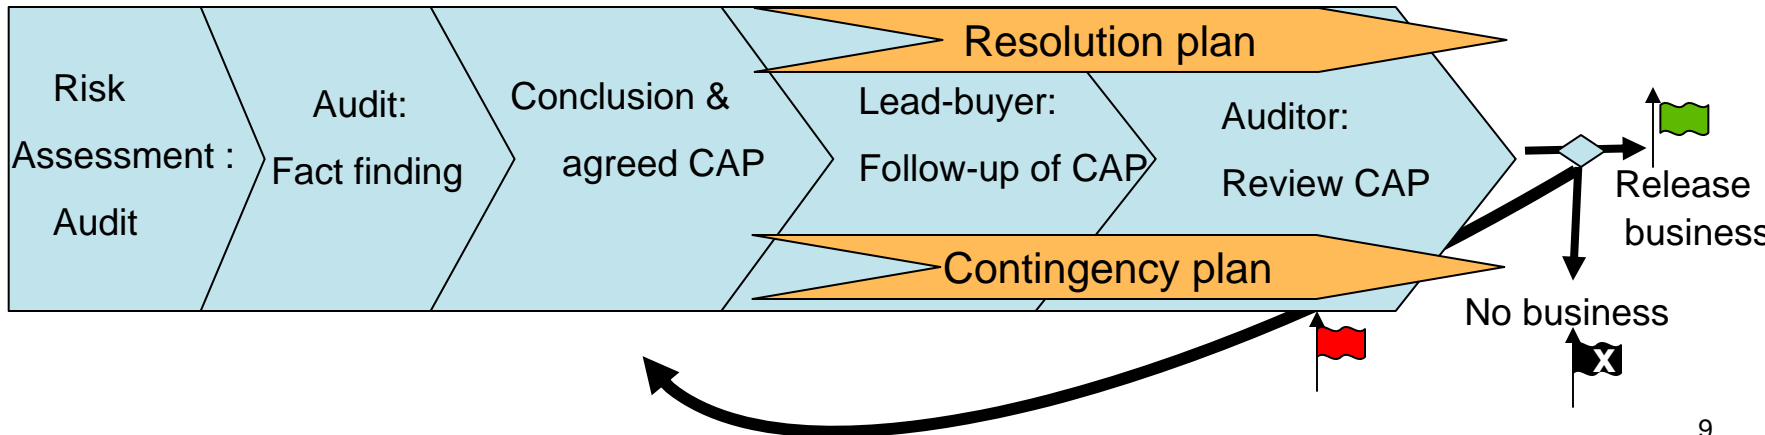 Resolution plan
Risk
Assessment :
Audit
Audit:
Fact finding
Conclusion &
agreed CAP
Lead-buyer:
Follow-up of CAP
Auditor:
Review CAP
Contingency plan
Release
business
No business
X
9